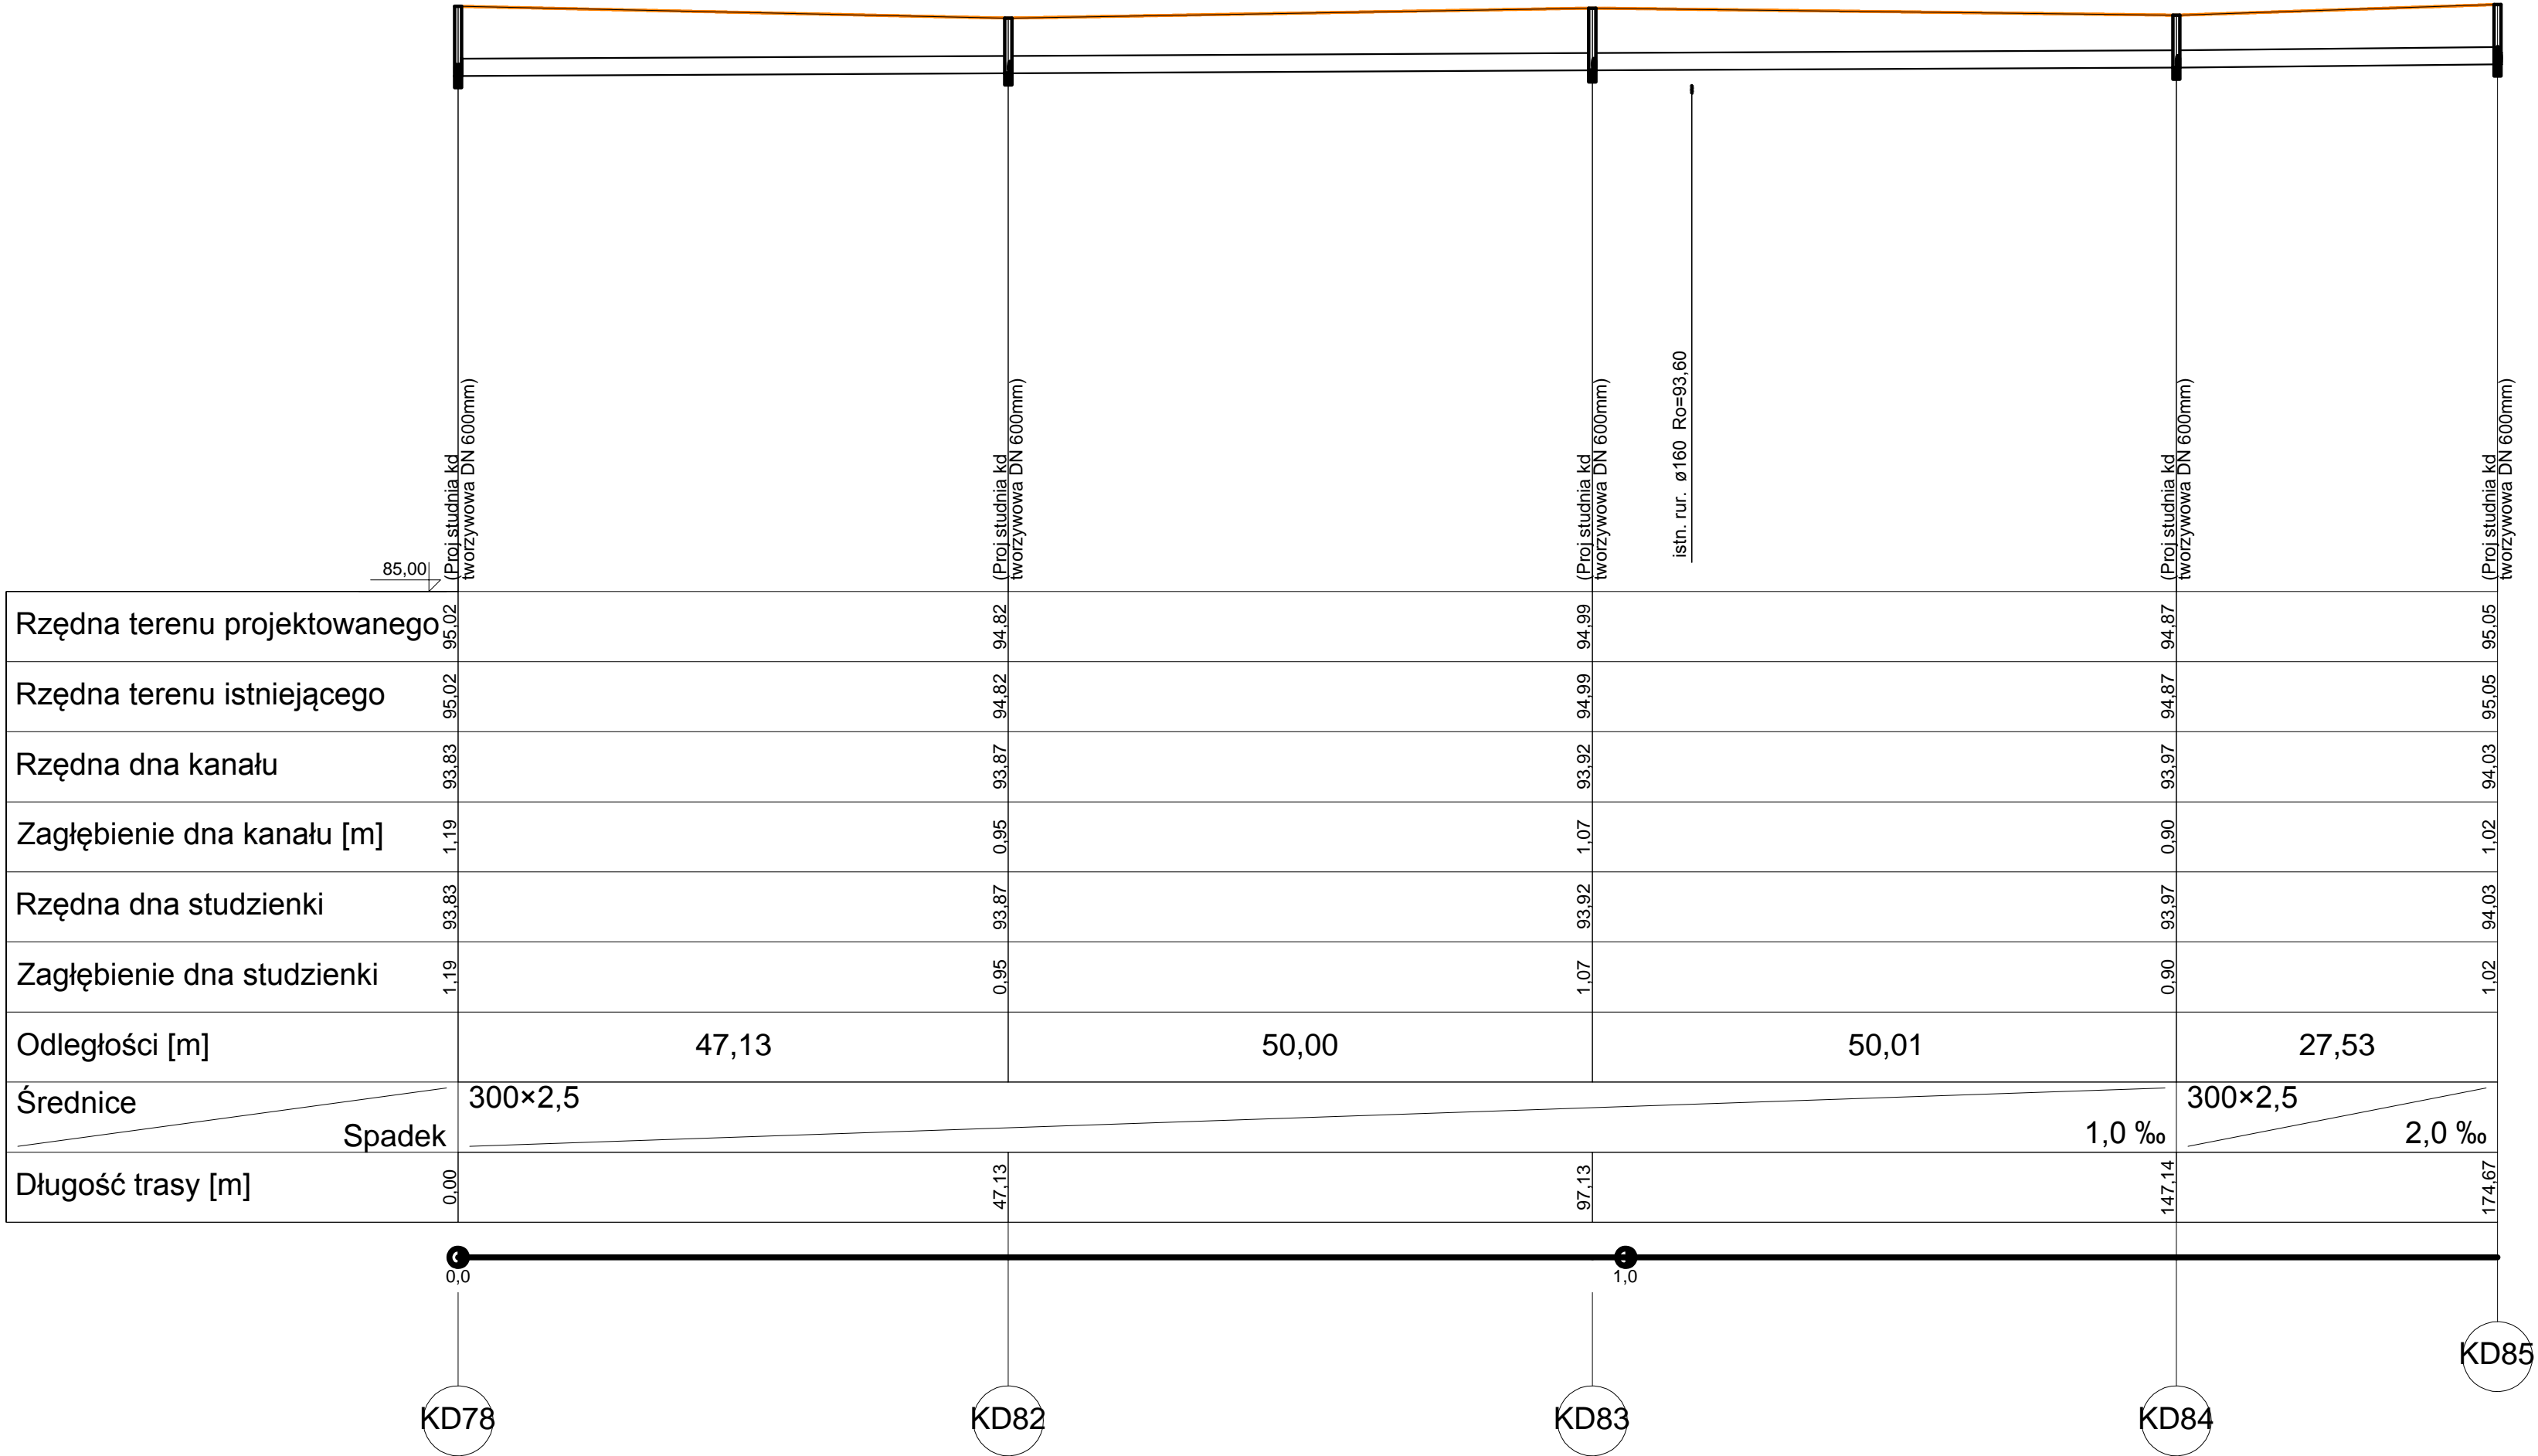 (Proj studnia kd
tworzywowa DN 600mm)
(Proj studnia kd
tworzywowa DN 600mm)
(Proj studnia kd
tworzywowa DN 600mm)
istn. rur. ø160 Ro=93,60
(Proj studnia kd
tworzywowa DN 600mm)
(Proj studnia kd
tworzywowa DN 600mm)
85,00
Rzędna terenu projektowanego 95,02 94,82 94,99 94,87 95,05
Rzędna terenu istniejącego 95,02 94,82 94,99 94,87 95,05
Rzędna dna kanału 93,83 93,87 93,92 93,97 94,03
Zagłębienie dna kanału [m] 1,19 0,95 1,07 0,90 1,02
Rzędna dna studzienki 93,83 93,87 93,92 93,97 94,03
Zagłębienie dna studzienki 1,19 0,95 1,07 0,90 1,02
Odległości [m] 47,13 50,00 50,01 27,53
Średnice 300×2,5 300×2,5
Spadek 1,0 ‰ 2,0 ‰
Długość trasy [m] 0,00 47,13 97,13 147,14 174,67
0,0 1,0
KD85
KD78 KD82 KD83 KD84